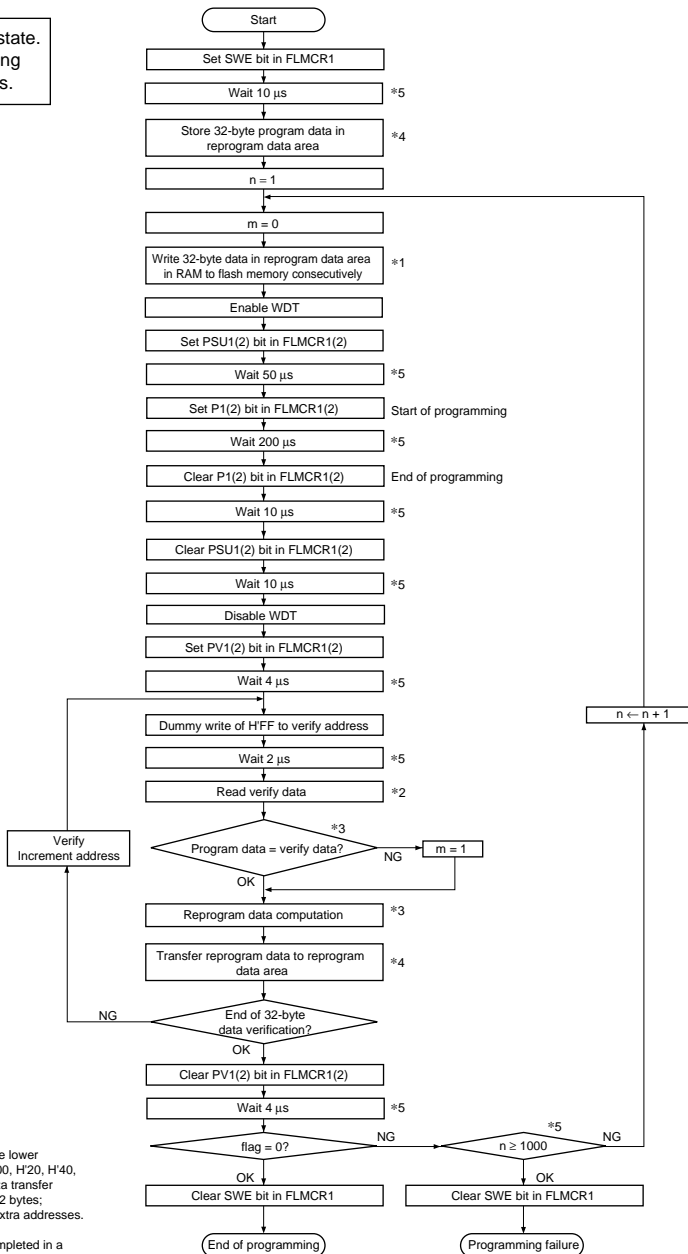 Start
state.
ng
s.
Set SWE bit in FLMCR1
Wait 10 µs
*5
Store 32-byte program data in
reprogram data area
*4
n = 1
m = 0
Write 32-byte data in reprogram data area
in RAM to flash memory consecutively
*1
Enable WDT
Set PSU1(2) bit in FLMCR1(2)
Wait 50 µs
*5
Set P1(2) bit in FLMCR1(2)
Start of programming
Wait 200 µs
*5
Clear P1(2) bit in FLMCR1(2)
End of programming
Wait 10 µs
*5
Clear PSU1(2) bit in FLMCR1(2)
Wait 10 µs
*5
Disable WDT
Set PV1(2) bit in FLMCR1(2)
Wait 4 µs
*5
Dummy write of H'FF to verify address
n ← n + 1
Wait 2 µs
*5
Read verify data
*2
Verify
Increment address
*3
Program data = verify data?
NG
m = 1
OK
Reprogram data computation
*3
Transfer reprogram data to reprogram
data area
*4
NG
End of 32-byte
data verification?
OK
Clear PV1(2) bit in FLMCR1(2)
Wait 4 µs
*5
flag = 0?
NG
*5
n ≥ 1000
NG
OK
OK
Clear SWE bit in FLMCR1
Clear SWE bit in FLMCR1
End of programming
Programming failure
e lower
00, H'20, H'40,
ta transfer
2 bytes;
xtra addresses.
mpleted in a